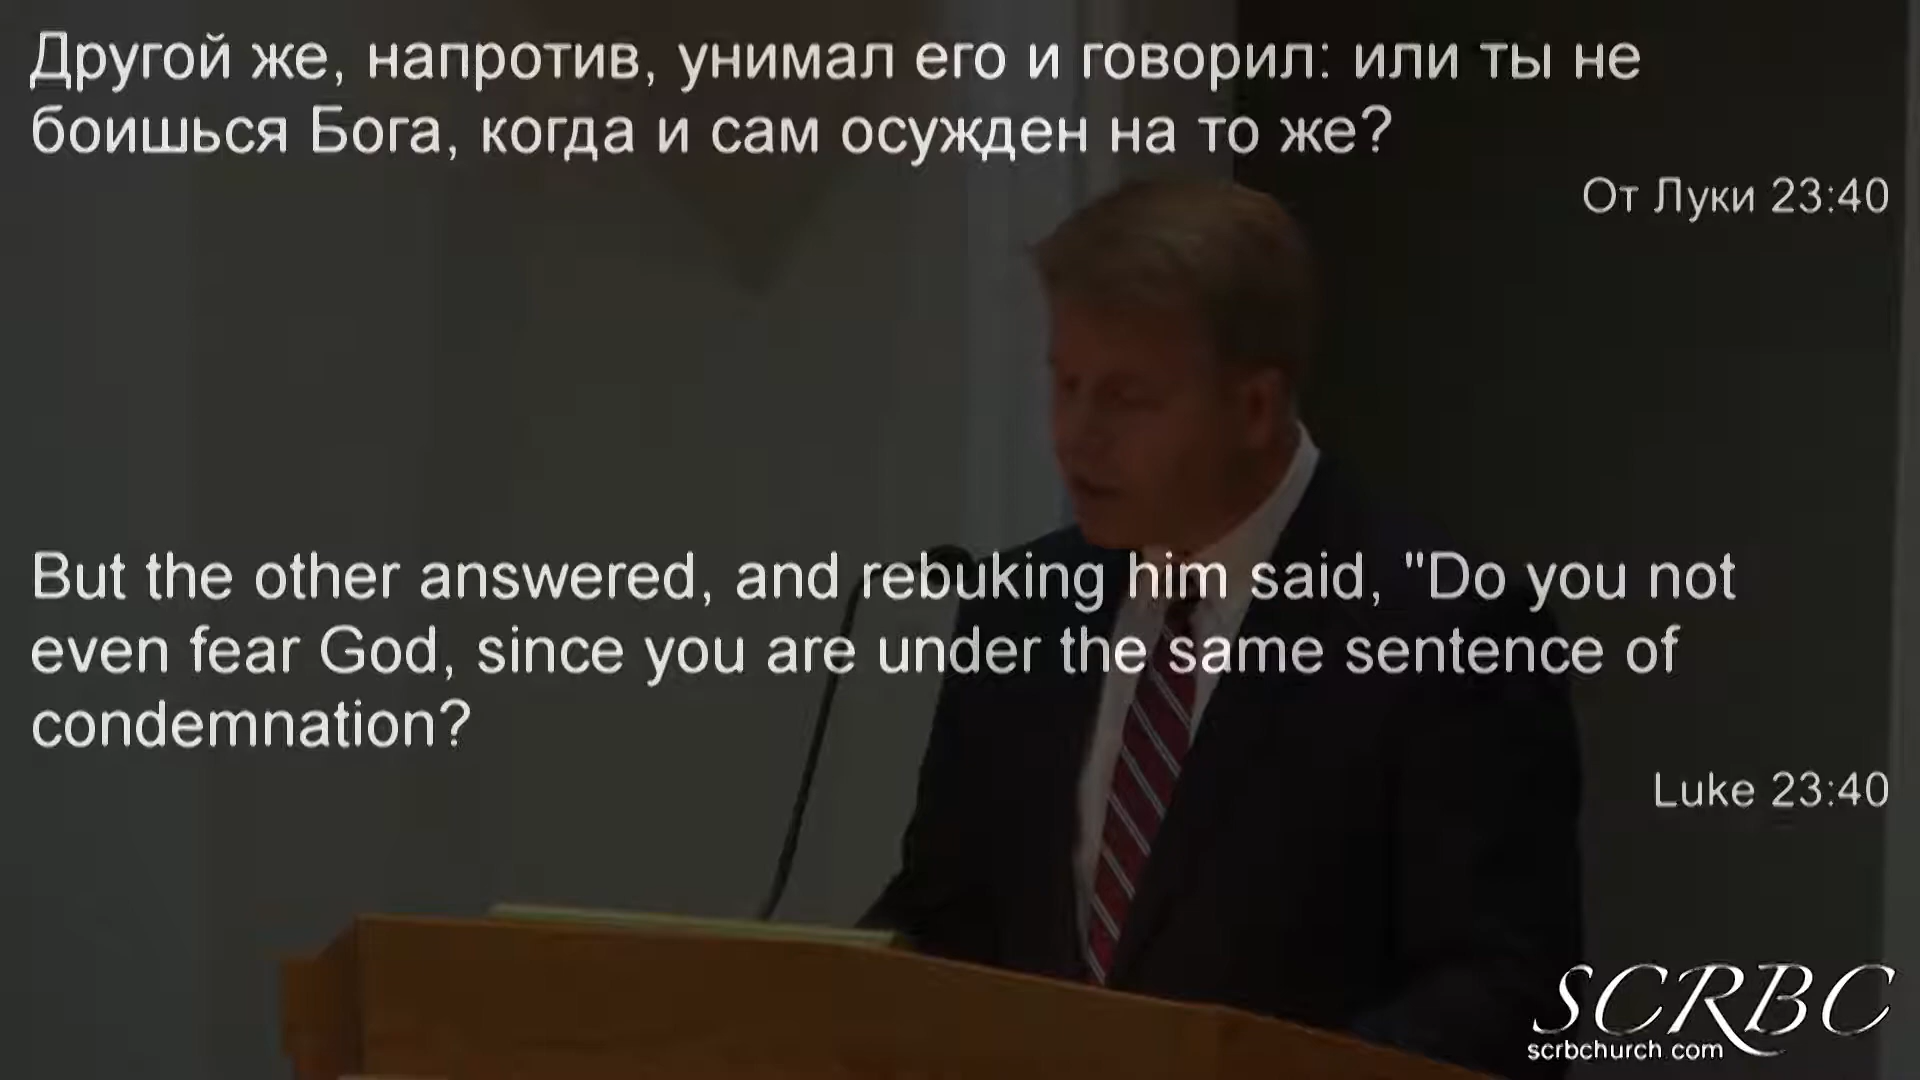 Другой же, напротив, унимал его и говорил: или ты не
боишься Бога, когда и сам осужден на то же?
От Луки 23:40
But the other answered, and rebuking him said, "Do you not
even fear God, since you are under the same sentence of
condemnation?
Luke 23:40
SCRBC
scrbchurch.com